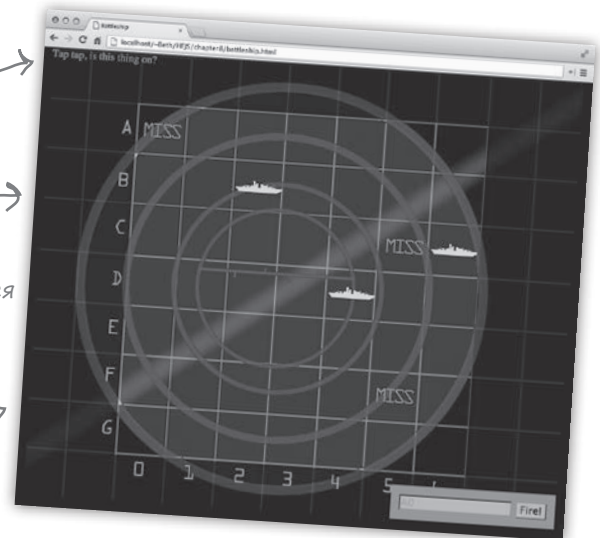 battleship
localhost/~Beth/HFJS/chapter8/battleship.html
Tap tap, is this thing on?
A MISS
B
C MISS
D
E
F MISS
G
0 1 2 3 4 5
Fire!
ия